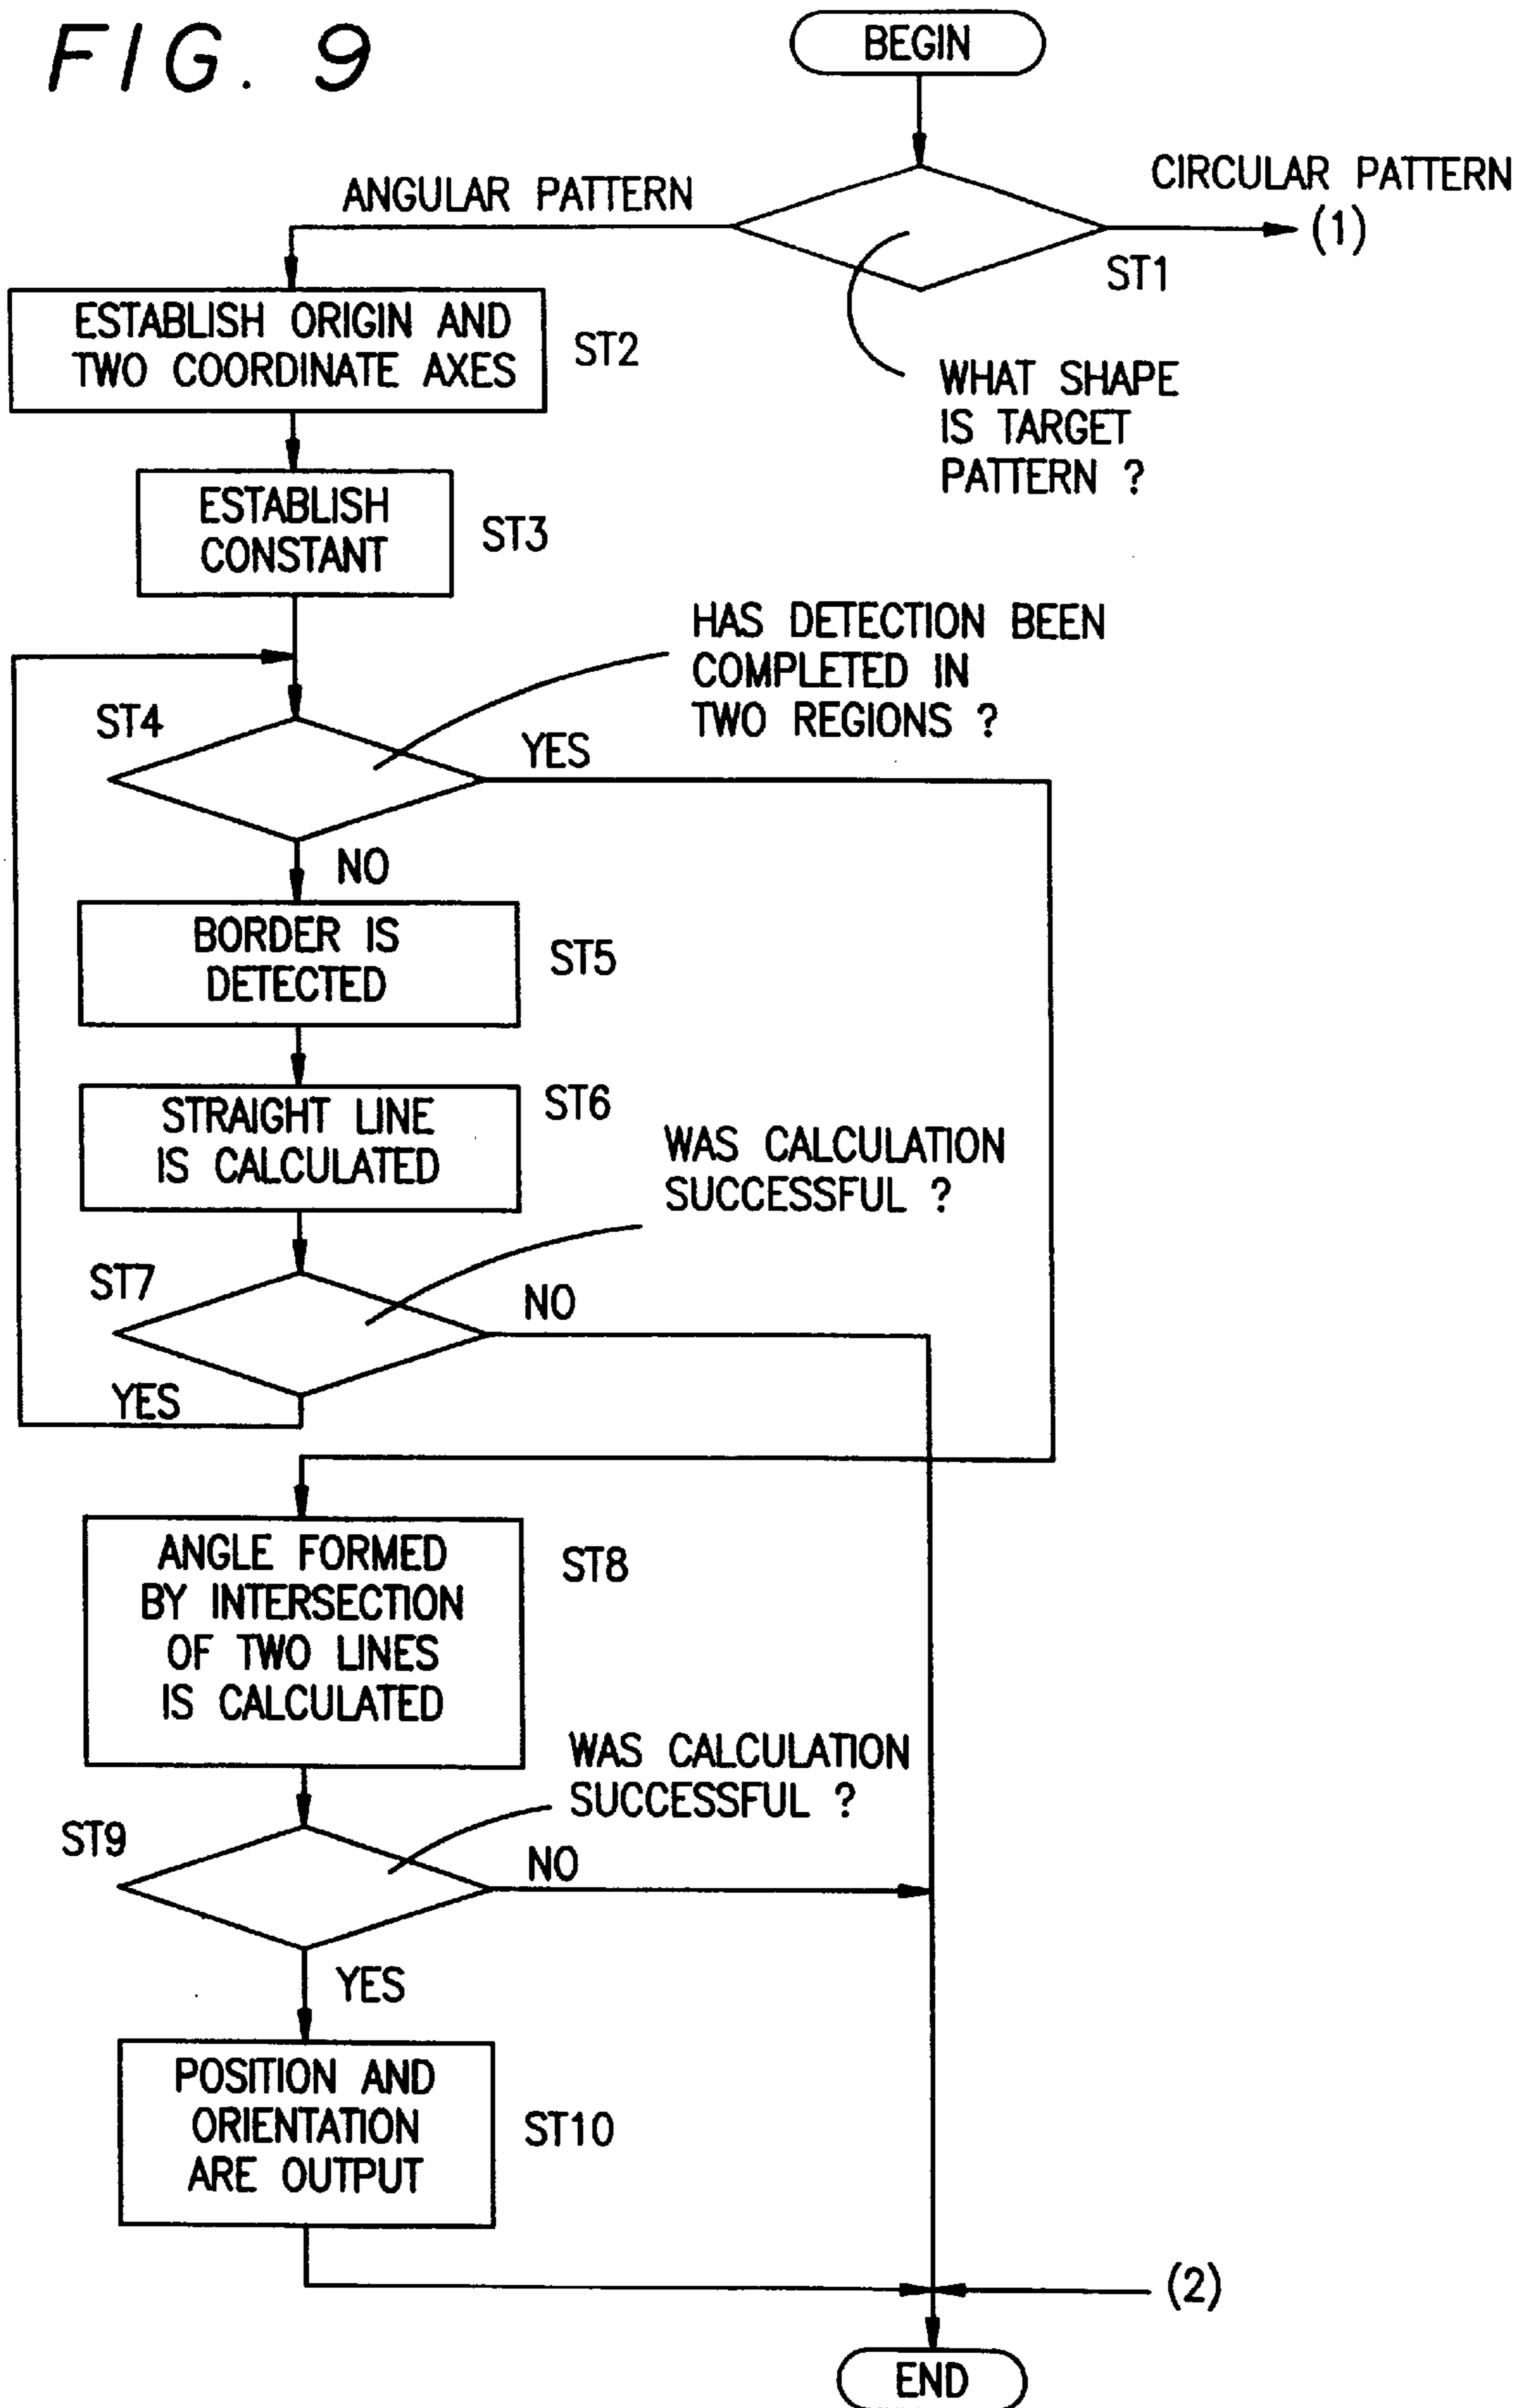 FIG. 9
BEGIN
CIRCULAR PATTERN
ANGULAR PATTERN
(1)
ST1
ESTABLISH ORIGIN AND
TWO COORDINATE AXES
ST2
WHAT SHAPE
IS TARGET
PATTERN ?
ESTABLISH
CONSTANT
ST3
HAS DETECTION BEEN
COMPLETED IN
TWO REGIONS ?
ST4
YES
NO
BORDER IS
DETECTED
ST5
STRAIGHT LINE
IS CALCULATED
ST6
WAS CALCULATION
SUCCESSFUL ?
ST7
NO
YES
ANGLE FORMED
BY INTERSECTION
OF TWO LINES
IS CALCULATED
ST8
WAS CALCULATION
SUCCESSFUL ?
ST9
NO
YES
POSITION AND
ORIENTATION
ARE OUTPUT
ST10
(2)
END